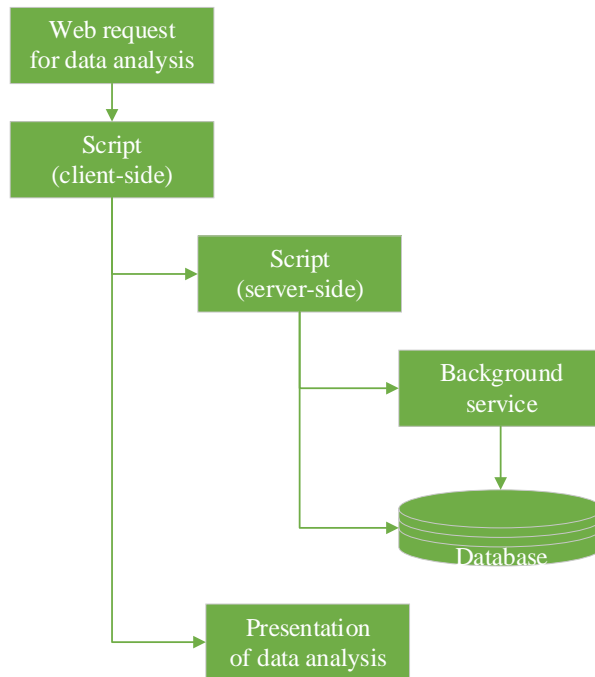 Web request
for data analysis
Script
(client-side)
Script
(server-side)
Background
service
Database
Presentation
of data analysis